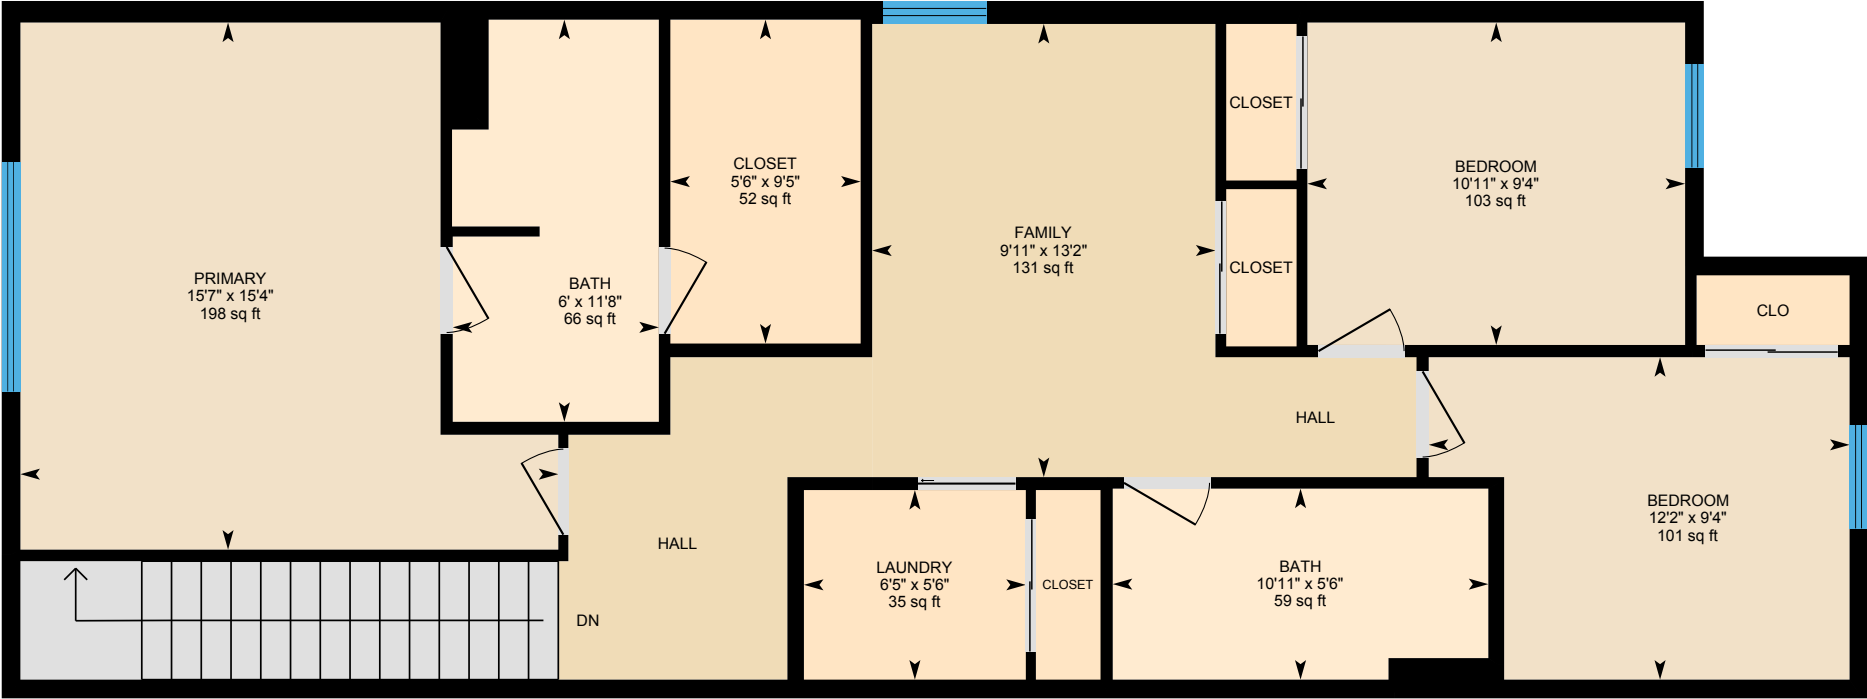 PRIMARY
15'7" x 15'4"
198 sq ft
BATH
6' x 11'8"
66 sq ft
CLOSET
5'6" x 9'5"
52 sq ft
FAMILY
9'11" x 13'2"
131 sq ft
CLOSET
CLOSET
BEDROOM
10'11" x 9'4"
103 sq ft
CLO
HALL
BEDROOM
12'2" x 9'4"
101 sq ft
HALL
DN
LAUNDRY
6'5" x 5'6"
35 sq ft
CLOSET
BATH
10'11" x 5'6"
59 sq ft